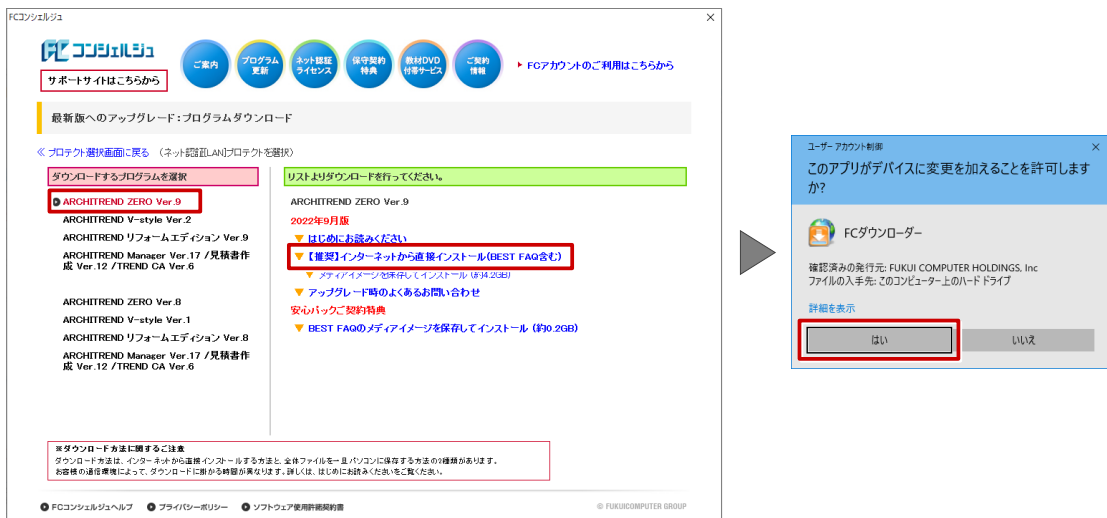 FCコンシェルジュ
FC コンシェルジュ
サポートサイトはこちらから
ご案内
プログラム
更新
ネット認証
ライセンス
保守契約
特典
教材DVD
付帯サービス
ご契約
情報
FCアカウントのご利用はこちらから
最新版へのアップグレード：プログラムダウンロード
≪ プロテクト選択画面に戻る （ネット認証[LAN]プロテクトを選択）
ダウンロードするプログラムを選択
ARCHITREND ZERO Ver.9
ARCHITREND V-style Ver.2
ARCHITREND リフォームエディション Ver.9
ARCHITREND Manager Ver.17 /見積書作
成 Ver.12 /TREND CA Ver.6
ARCHITREND ZERO Ver.8
ARCHITREND V-style Ver.1
ARCHITREND リフォームエディション Ver.8
ARCHITREND Manager Ver.17 /見積書作
成 Ver.12 /TREND CA Ver.6
リストよりダウンロードを行ってください。
ARCHITREND ZERO Ver.9
2022年9月版
はじめにお読みください
【推奨】インターネットから直接インストール(BEST FAQ含む)
メディアイメージを保存してインストール (約4.2GB)
アップグレード時のよくあるお問い合わせ
安心パックご契約特典
BEST FAQのメディアイメージを保存してインストール (約0.2GB)
※ダウンロード方法に関するご注意
ダウンロード方法は、インターネットから直接インストールする方法と、全体ファイルを一旦パソコンに保存する方法の2種類があります。
お客様の通信環境によって、ダウンロードに掛かる時間が異なります。詳しくは、はじめにお読みくださいをご覧ください。
FCコンシェルジュヘルプ
プライバシーポリシー
ソフトウェア使用許諾契約書
© FUKUICOMPUTER GROUP
ユーザー アカウント制御
このアプリがデバイスに変更を加えることを許可します
か?
FCダウンローダー
確認済みの発行元: FUKUI COMPUTER HOLDINGS, Inc
ファイルの入手先: このコンピューター上のハード ドライブ
詳細を表示
はい
いいえ